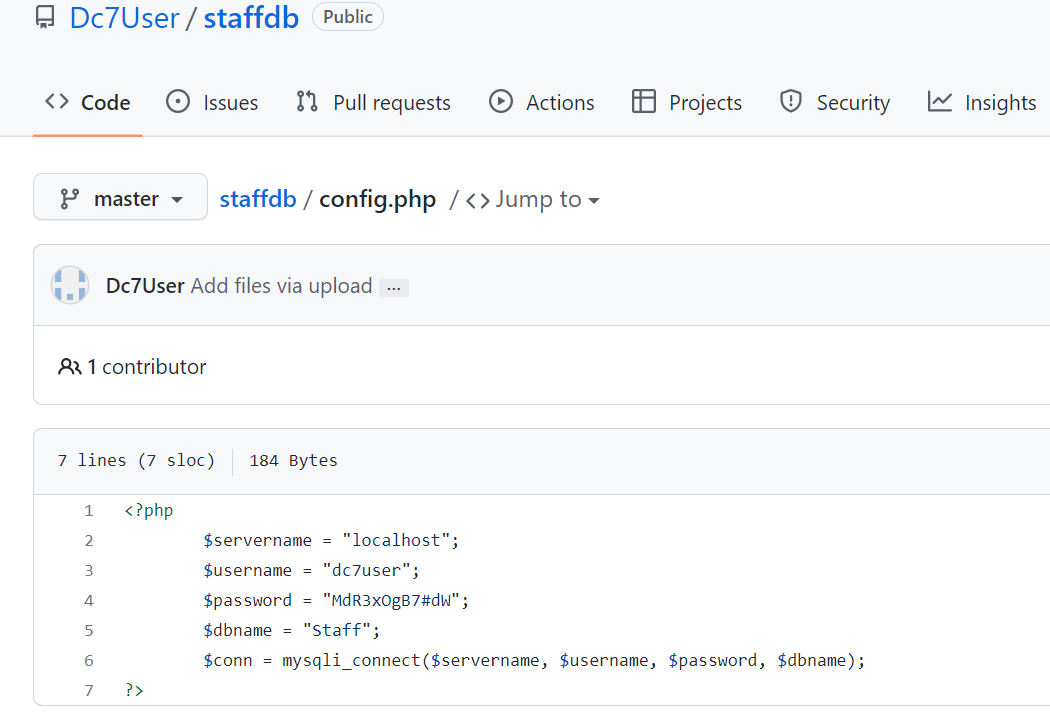 Dc7User / staffdb Public
Code Issues Pull requests Actions Projects Security Insights
master staffdb / config.php / <> Jump to
Dc7User Add files via upload ...
1 contributor
7 lines (7 sloc) 184 Bytes
1 <?php
2 $servername = "localhost";
3 $username = "dc7user";
4 $password = "MdR3xOgB7#dW";
5 $dbname = "Staff";
6 $conn = mysqli_connect($servername, $username, $password, $dbname);
7 ?>